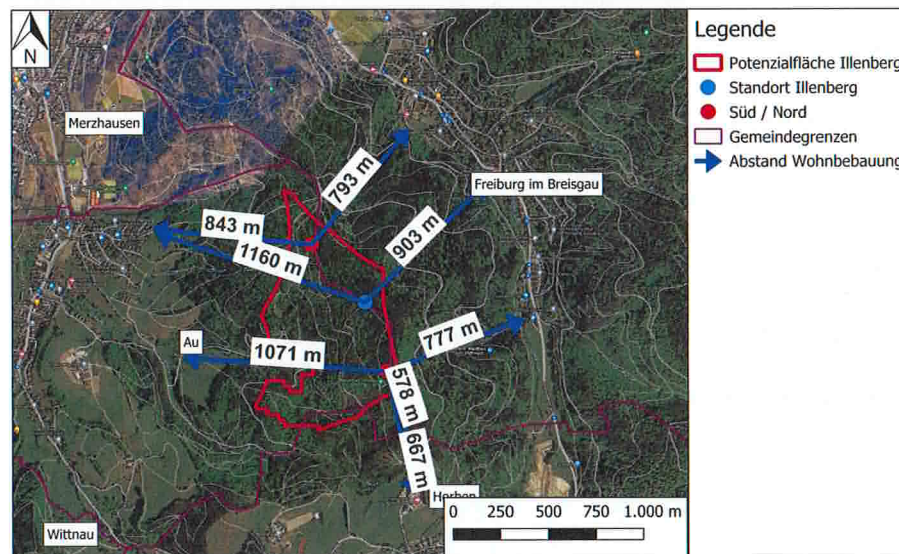 N
Merzhausen
793 m
Freiburg im Breisgau
843 m
903 m
1160 m
Au
777 m
1071 m
578 m
667 m
Wittnau
0 250 500 750 1.000 m
Legende
Potenzialfläche Illenberg
Standort Illenberg
Süd / Nord
Gemeindegrenzen
Abstand Wohnbebauung